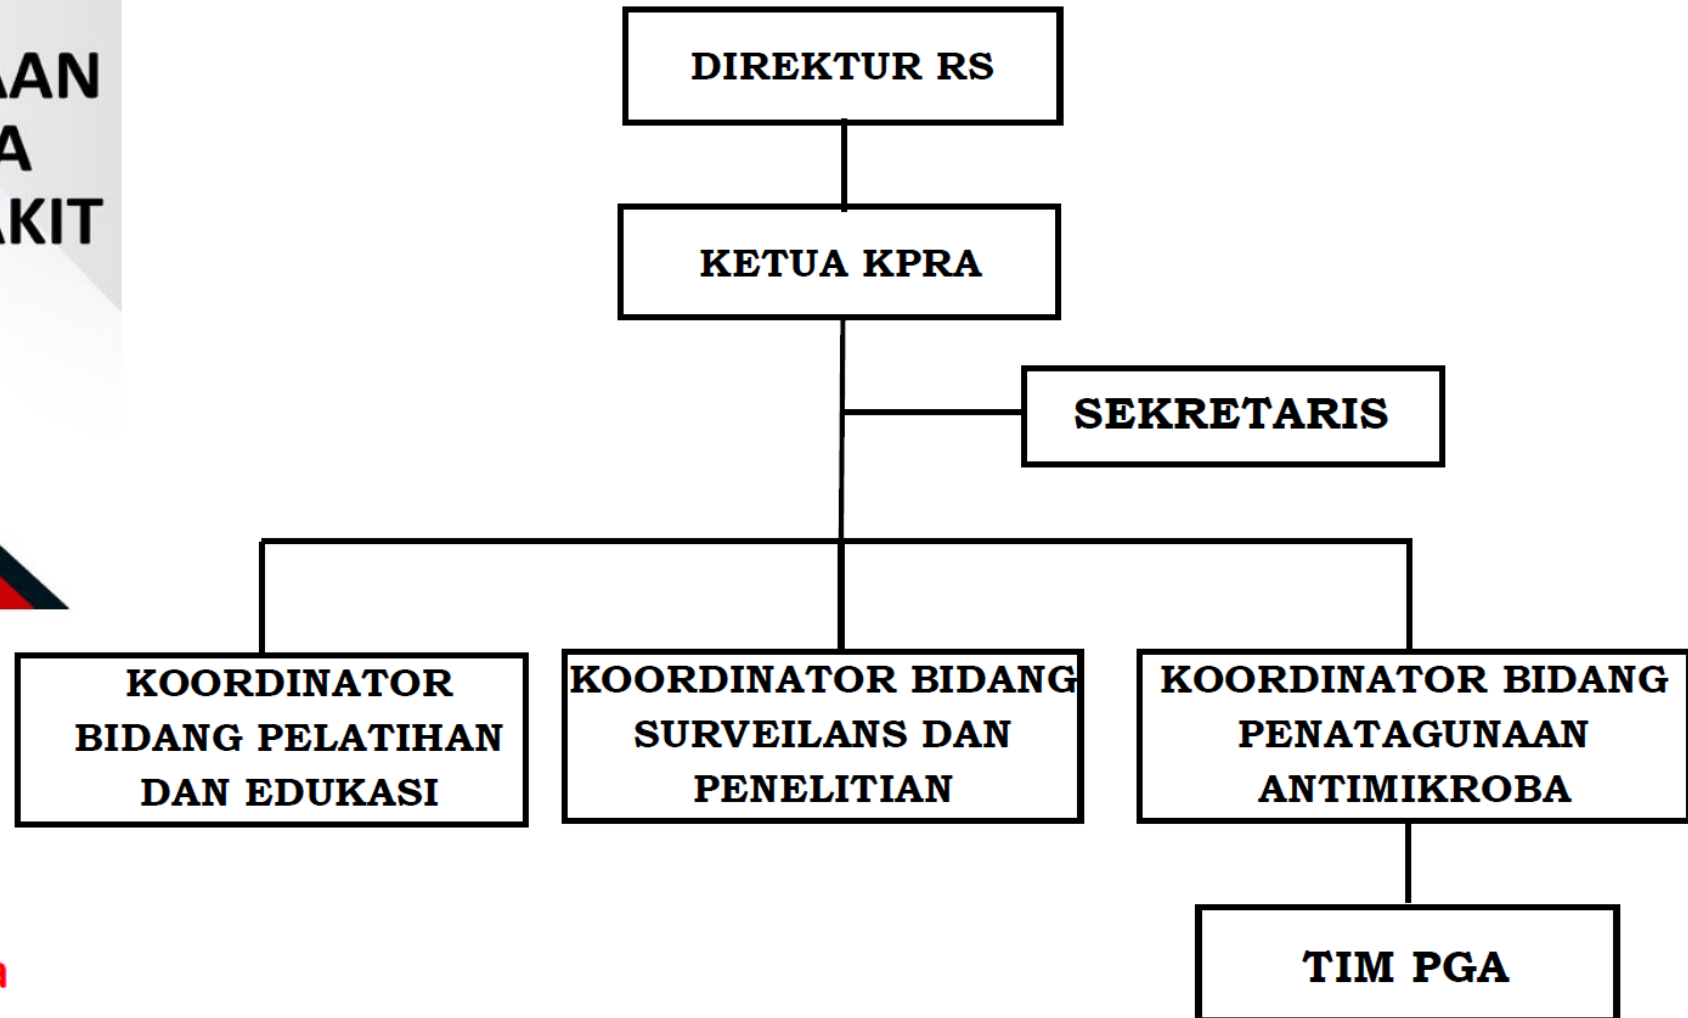 AAN
A
AKIT
DIREKTUR RS
KETUA KPRA
SEKRETARIS
KOORDINATOR
BIDANG PELATIHAN
DAN EDUKASI
KOORDINATOR BIDANG
SURVEILANS DAN
PENELITIAN
KOORDINATOR BIDANG
PENATAGUNAAN
ANTIMIKROBA
TIM PGA
a